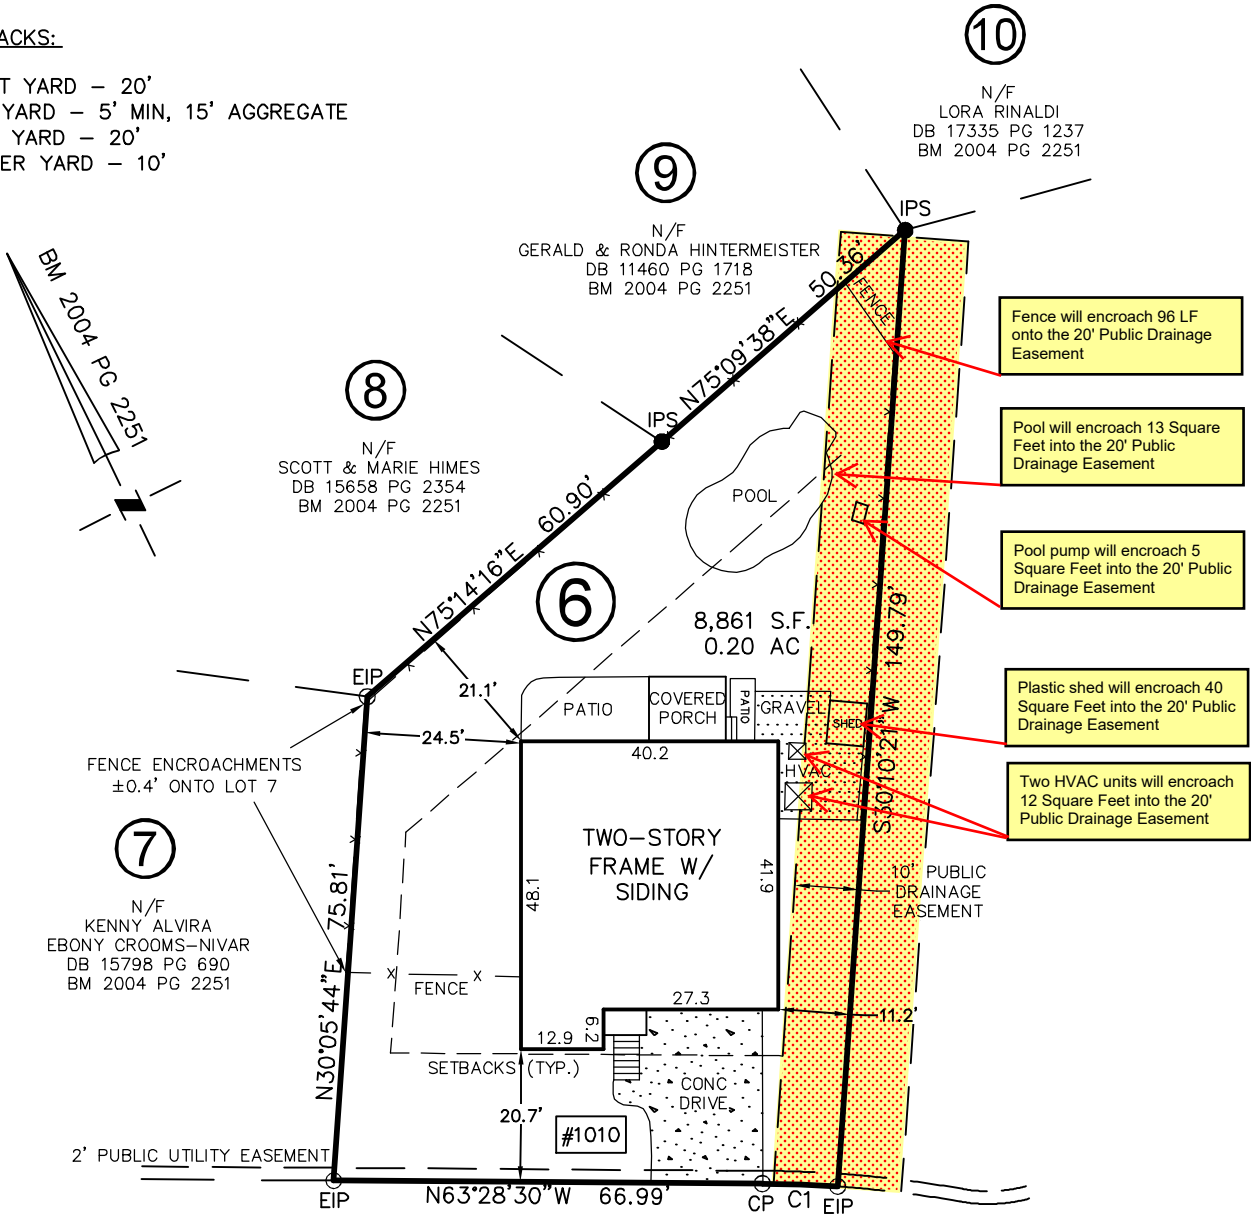 ACKS:
T YARD – 20'
YARD – 5' MIN, 15' AGGREGATE
YARD – 20'
ER YARD – 10'
10
N/F
LORA RINALDI
DB 17335 PG 1237
BM 2004 PG 2251
9
N/F
GERALD & RONDA HINTERMEISTER
DB 11460 PG 1718
BM 2004 PG 2251
IPS
BM 2004 PG 2251
50.36'
FENCE
N75°09'38"E
Fence will encroach 96 LF
onto the 20' Public Drainage
Easement
8
N/F
SCOTT & MARIE HIMES
DB 15658 PG 2354
BM 2004 PG 2251
IPS
Pool will encroach 13 Square
Feet into the 20' Public
Drainage Easement
POOL
60.90'
N75°14'16"E
Pool pump will encroach 5
Square Feet into the 20' Public
Drainage Easement
6
8,861 S.F.
0.20 AC
149.79'
S30°10'21"W
EIP
21.1'
24.5'
PATIO
COVERED
PORCH
PATIO
GRAVEL
SHED
Plastic shed will encroach 40
Square Feet into the 20' Public
Drainage Easement
40.2
HVAC
Two HVAC units will encroach
12 Square Feet into the 20'
Public Drainage Easement
FENCE ENCROACHMENTS
±0.4' ONTO LOT 7
7
N/F
KENNY ALVIRA
EBONY CROOMS–NIVAR
DB 15798 PG 690
BM 2004 PG 2251
75.81'
N30°05'44"E
TWO–STORY
FRAME W/
SIDING
48.1
41.9
10' PUBLIC
DRAINAGE
EASEMENT
X X
FENCE
27.3
11.2'
12.9
6.2
SETBACKS (TYP.)
CONC
DRIVE
20.7'
#1010
2' PUBLIC UTILITY EASEMENT
EIP
N63°28'30"W 66.99'
CP
C1
EIP